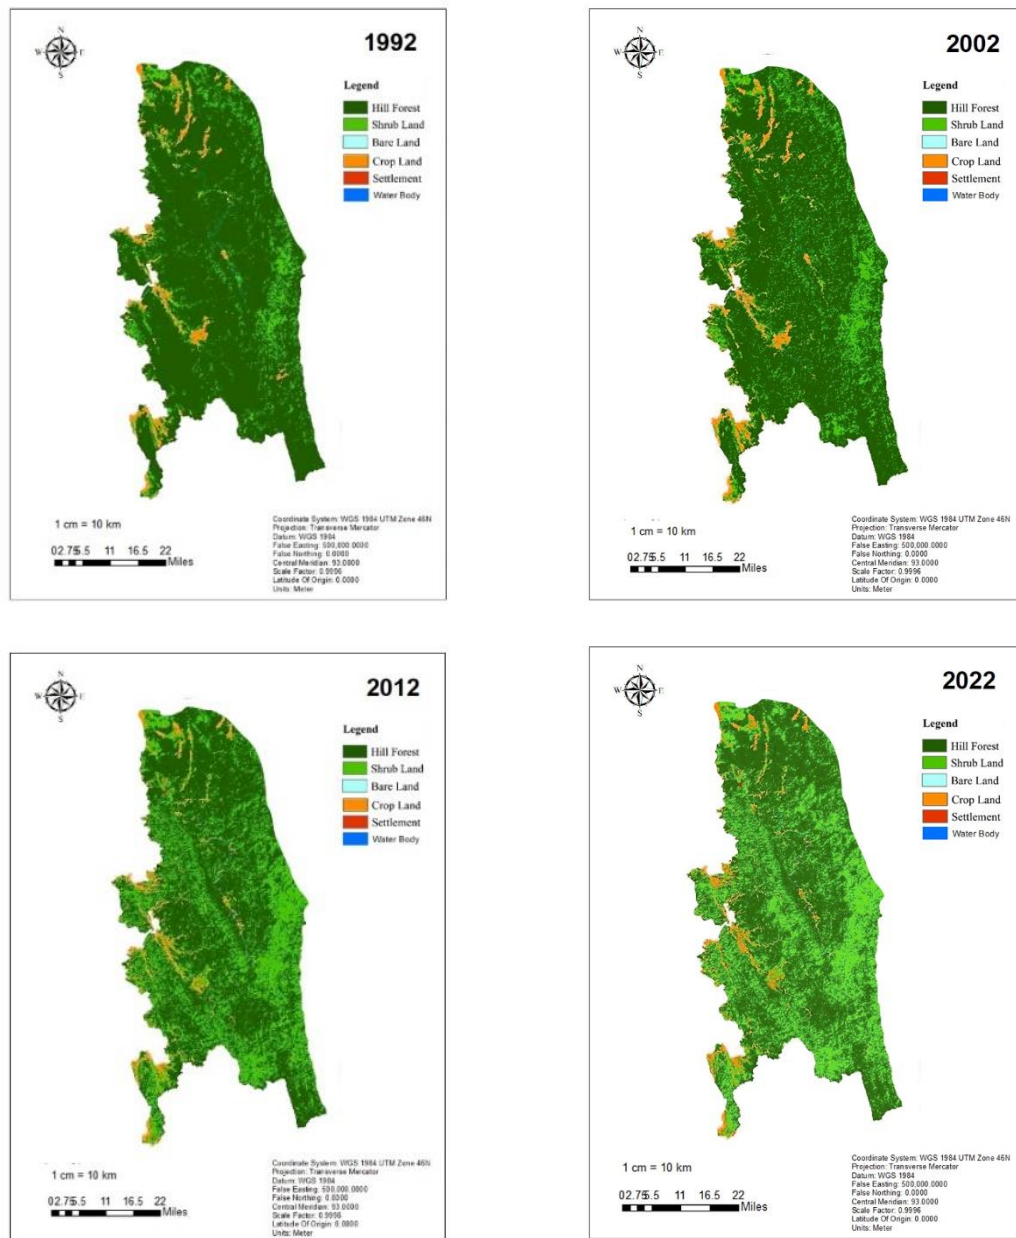 N
W E
S
1992
Legend
Hill Forest
Shrub Land
Bare Land
Crop Land
Settlement
Water Body
1 cm = 10 km
02.755.5 11 16.5 22
Miles
Coordinate System: WGS 1984 UTM Zone 46N
Projection: Transverse Mercator
Datum: WGS 1984
False Easting: 500,000.0000
False Northing: 0.0000
Central Meridian: 93.0000
Scale Factor: 0.9996
Latitude Of Origin: 0.0000
Units: Meter
N
W E
S
2002
Legend
Hill Forest
Shrub Land
Bare Land
Crop Land
Settlement
Water Body
1 cm = 10 km
02.755.5 11 16.5 22
Miles
Coordinate System: WGS 1984 UTM Zone 46N
Projection: Transverse Mercator
Datum: WGS 1984
False Easting: 500,000.0000
False Northing: 0.0000
Central Meridian: 93.0000
Scale Factor: 0.9996
Latitude Of Origin: 0.0000
Units: Meter
N
W E
S
2012
Legend
Hill Forest
Shrub Land
Bare Land
Crop Land
Settlement
Water Body
1 cm = 10 km
02.755.5 11 16.5 22
Miles
Coordinate System: WGS 1984 UTM Zone 46N
Projection: Transverse Mercator
Datum: WGS 1984
False Easting: 500,000.0000
False Northing: 0.0000
Central Meridian: 93.0000
Scale Factor: 0.9996
Latitude Of Origin: 0.0000
Units: Meter
N
W E
S
2022
Legend
Hill Forest
Shrub Land
Bare Land
Crop Land
Settlement
Water Body
1 cm = 10 km
02.755.5 11 16.5 22
Miles
Coordinate System: WGS 1984 UTM Zone 46N
Projection: Transverse Mercator
Datum: WGS 1984
False Easting: 500,000.0000
False Northing: 0.0000
Central Meridian: 93.0000
Scale Factor: 0.9996
Latitude Of Origin: 0.0000
Units: Meter